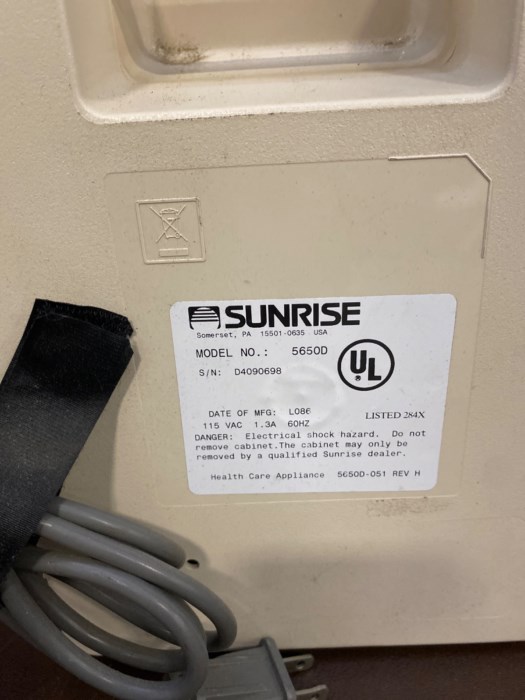 SUNRISE
Somerset, PA 15501-0635 USA
MODEL NO.: 5650D
S/N: D4090698
UL
DATE OF MFG: L086
LISTED 284X
115 VAC 1.3A 60HZ
DANGER: Electrical shock hazard. Do not
remove cabinet.The cabinet may only be
removed by a qualified Sunrise dealer.
Health Care Appliance 5650D-051 REV H